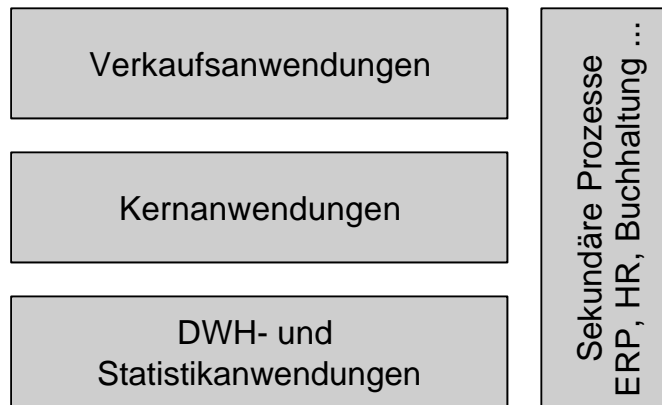 Verkaufsanwendungen
Kernanwendungen
DWH- und
Statistikanwendungen
Sekundäre Prozesse
ERP, HR, Buchhaltung ...